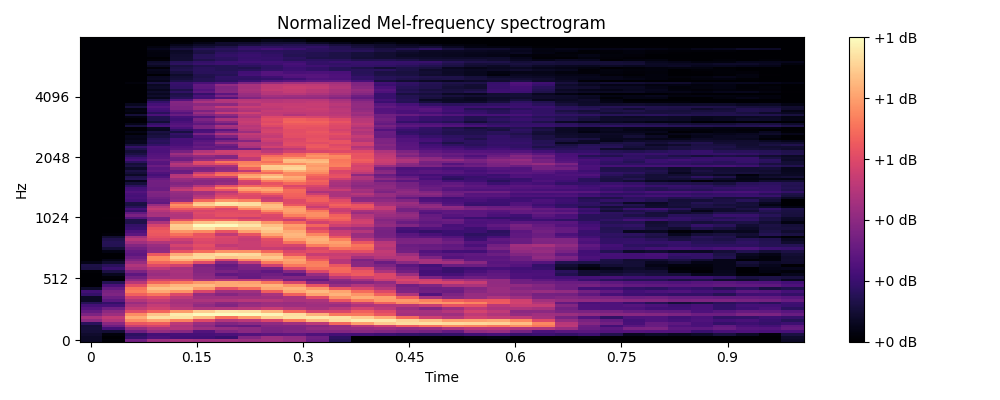 Normalized Mel-frequency spectrogram
+1 dB
4096
+1 dB
2048
+1 dB
Hz
1024
+0 dB
512
+0 dB
0
+0 dB
0 0.15 0.3 0.45 0.6 0.75 0.9
Time